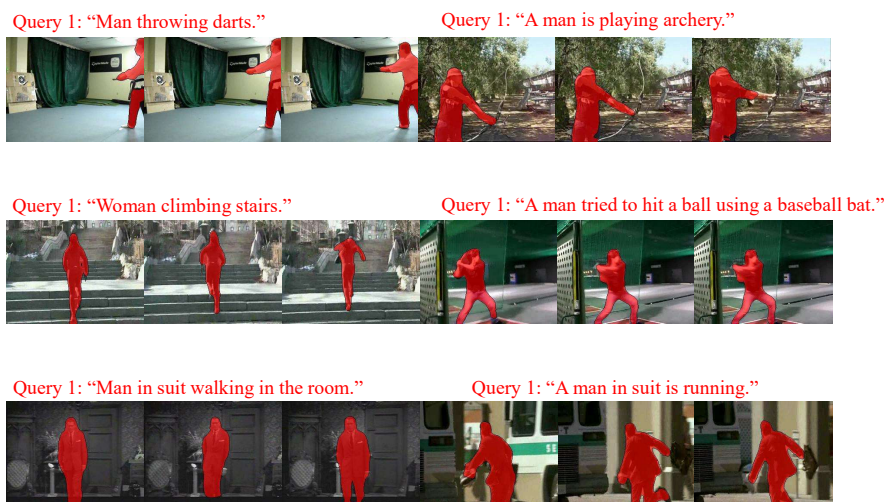 Query 1: “Man throwing darts.”
Query 1: “A man is playing archery.”
Query 1: “Woman climbing stairs.”
Query 1: “A man tried to hit a ball using a baseball bat.”
Query 1: “Man in suit walking in the room.”
Query 1: “A man in suit is running.”